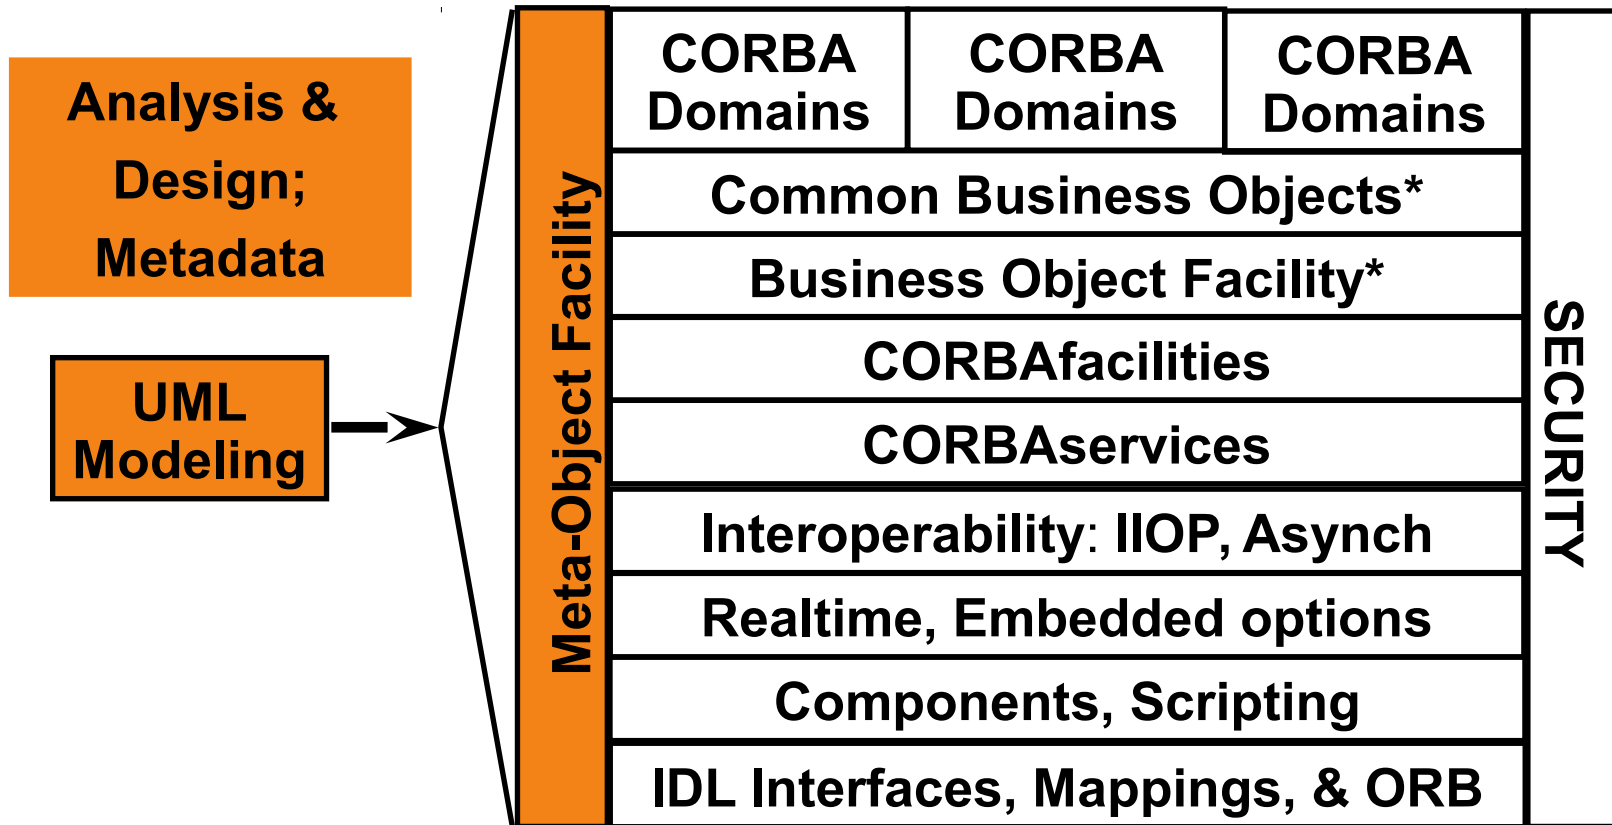 Analysis &
Design;
Metadata
UML
Modeling
Meta-Object Facility
CORBA
Domains
CORBA
Domains
CORBA
Domains
Common Business Objects*
Business Object Facility*
CORBAfacilities
CORBAservices
Interoperability: IIOP, Asynch
Realtime, Embedded options
Components, Scripting
IDL Interfaces, Mappings, & ORB
SECURITY